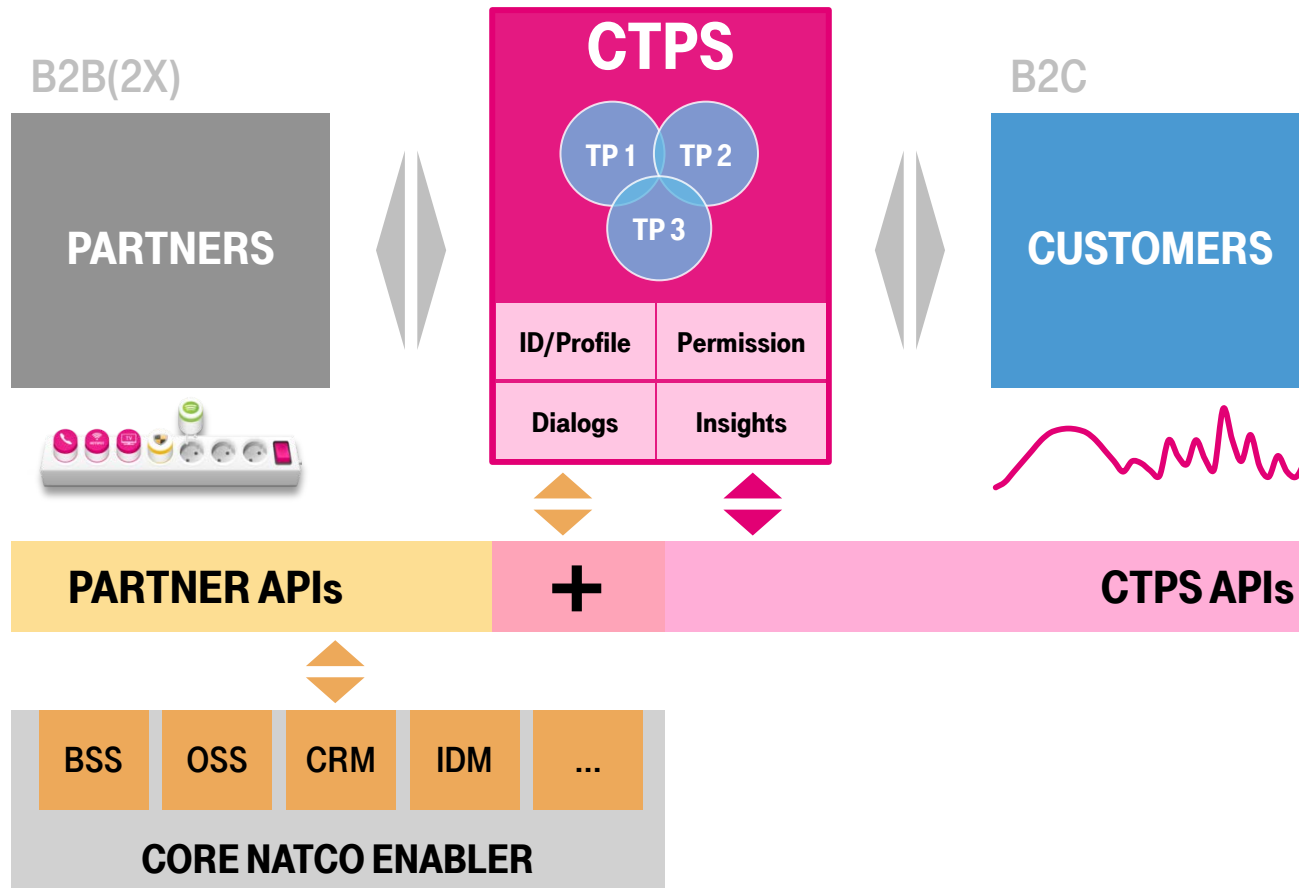 CTPS
B2B(2X)
B2C
TP 1
TP 2
TP 3
PARTNERS
CUSTOMERS
ID/Profile
Permission
Dialogs
Insights
TV
PARTNER APIs
+
CTPS APIs
BSS
OSS
CRM
IDM
...
CORE NATCO ENABLER